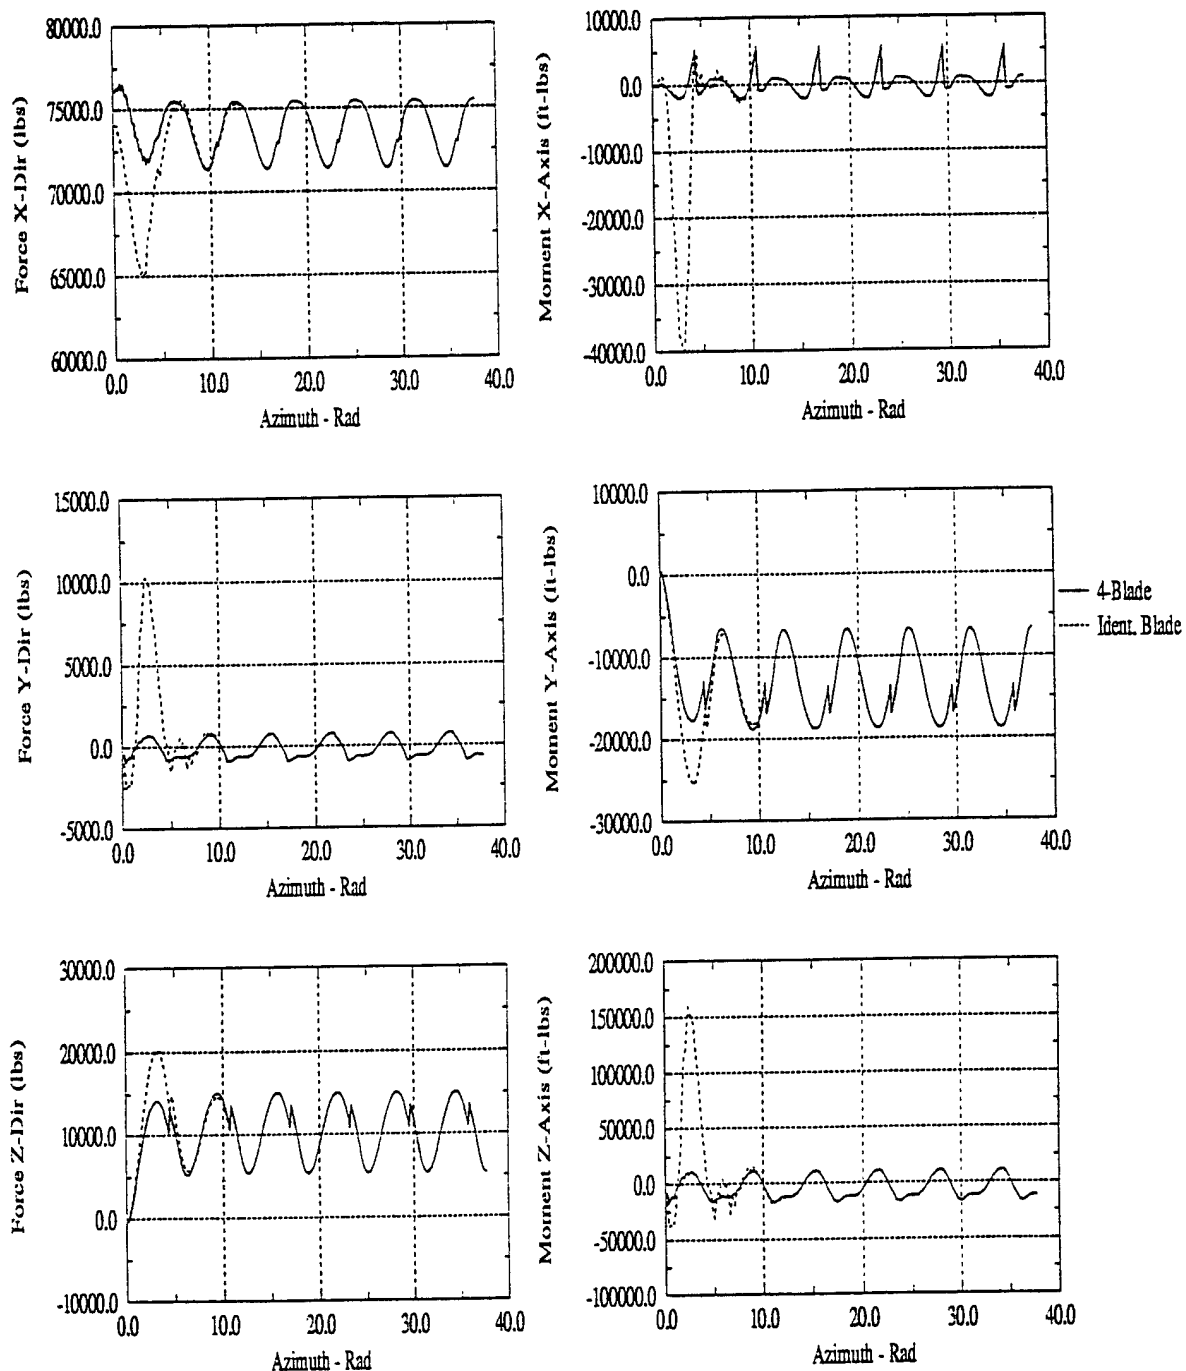 80000.0
75000.0
70000.0
65000.0
60000.0
Force X-Dir (lbs)
0.0 10.0 20.0 30.0 40.0
Azimuth - Rad
10000.0
0.0
-10000.0
-20000.0
-30000.0
-40000.0
Moment X-Axis (ft-lbs)
0.0 10.0 20.0 30.0 40.0
Azimuth - Rad
15000.0
10000.0
5000.0
0.0
-5000.0
Force Y-Dir (lbs)
0.0 10.0 20.0 30.0 40.0
Azimuth - Rad
10000.0
0.0
-10000.0
-20000.0
-30000.0
Moment Y-Axis (ft-lbs)
0.0 10.0 20.0 30.0 40.0
Azimuth - Rad
4-Blade
Ident. Blade
30000.0
20000.0
10000.0
0.0
-10000.0
Force Z-Dir (lbs)
0.0 10.0 20.0 30.0 40.0
Azimuth - Rad
200000.0
150000.0
100000.0
50000.0
0.0
-50000.0
-100000.0
Moment Z-Axis (ft-lbs)
0.0 10.0 20.0 30.0 40.0
Azimuth - Rad